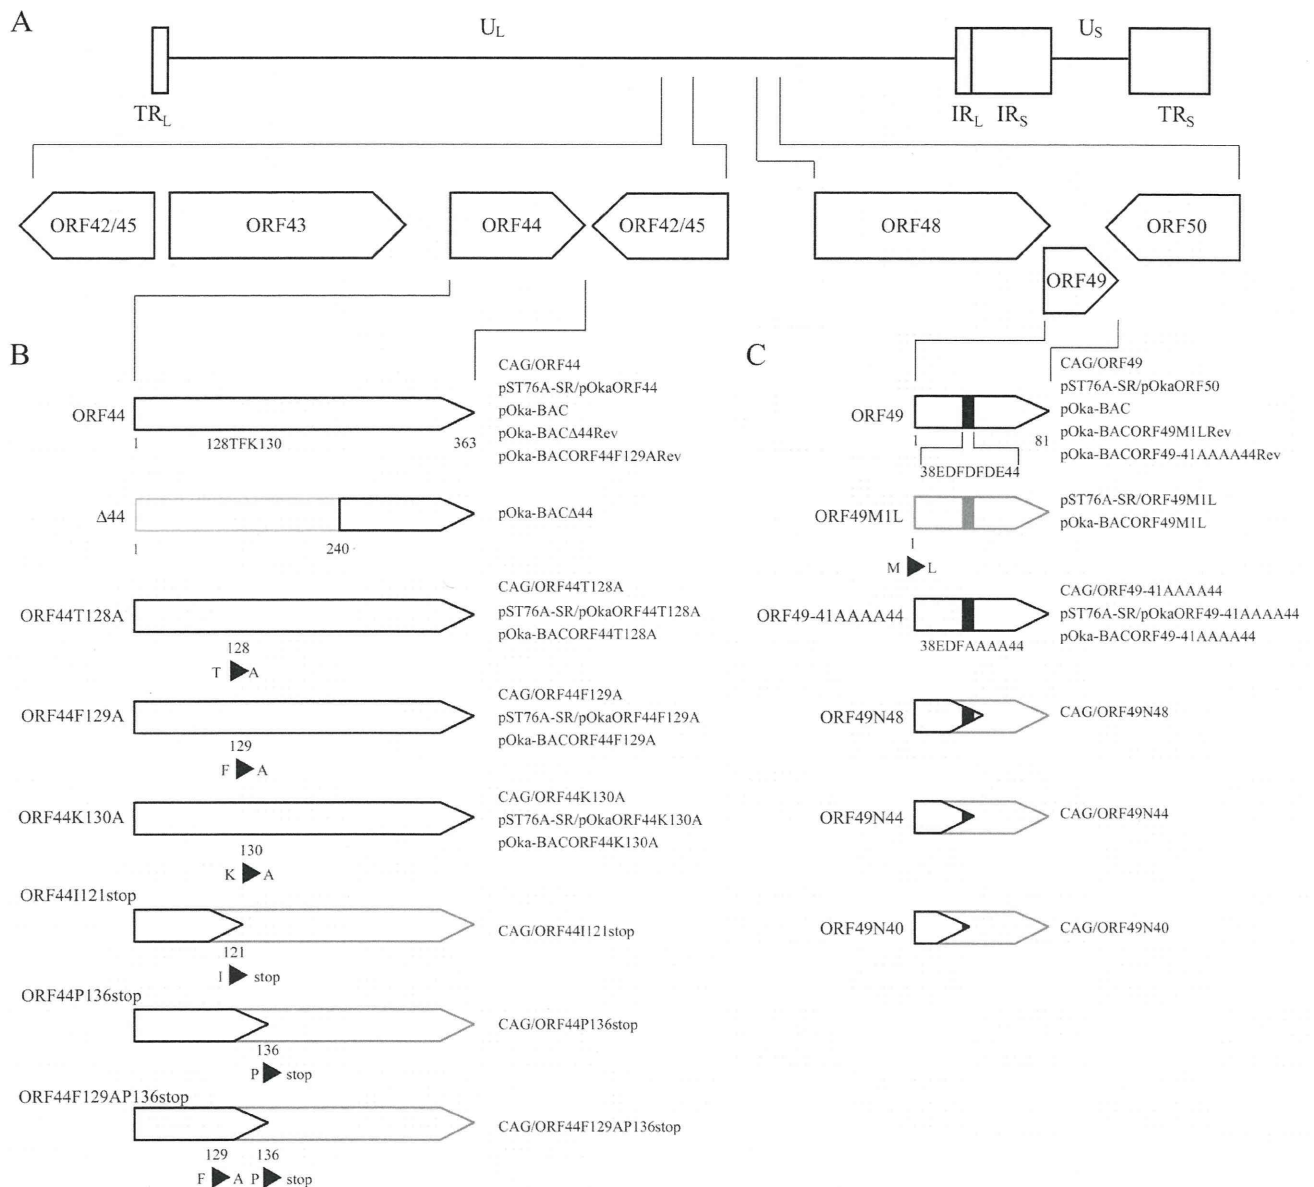 A
U_L
U_S
TR_L
IR_L IR_S
TR_S
ORF42/45
ORF43
ORF44
ORF42/45
ORF48
ORF50
ORF49
B
ORF44
1
128TFK130
363
CAG/ORF44
pST76A-SR/pOkaORF44
pOka-BAC
pOka-BACΔ44Rev
pOka-BACORF44F129ARev
Δ44
1
240
pOka-BACΔ44
ORF44T128A
128
T A
CAG/ORF44T128A
pST76A-SR/pOkaORF44T128A
pOka-BACORF44T128A
ORF44F129A
129
F A
CAG/ORF44F129A
pST76A-SR/pOkaORF44F129A
pOka-BACORF44F129A
ORF44K130A
130
K A
CAG/ORF44K130A
pST76A-SR/pOkaORF44K130A
pOka-BACORF44K130A
ORF44I121stop
121
I stop
CAG/ORF44I121stop
ORF44P136stop
136
P stop
CAG/ORF44P136stop
ORF44F129AP136stop
129 136
F A P stop
CAG/ORF44F129AP136stop
C
ORF49
1
81
38EDFDFDE44
CAG/ORF49
pST76A-SR/pOkaORF50
pOka-BAC
pOka-BACORF49M1LRev
pOka-BACORF49-41AAAA44Rev
ORF49M1L
1
M L
pST76A-SR/ORF49M1L
pOka-BACORF49M1L
ORF49-41AAAA44
38EDFAAAA44
CAG/ORF49-41AAAA44
pST76A-SR/pOkaORF49-41AAAA44
pOka-BACORF49-41AAAA44
ORF49N48
CAG/ORF49N48
ORF49N44
CAG/ORF49N44
ORF49N40
CAG/ORF49N40